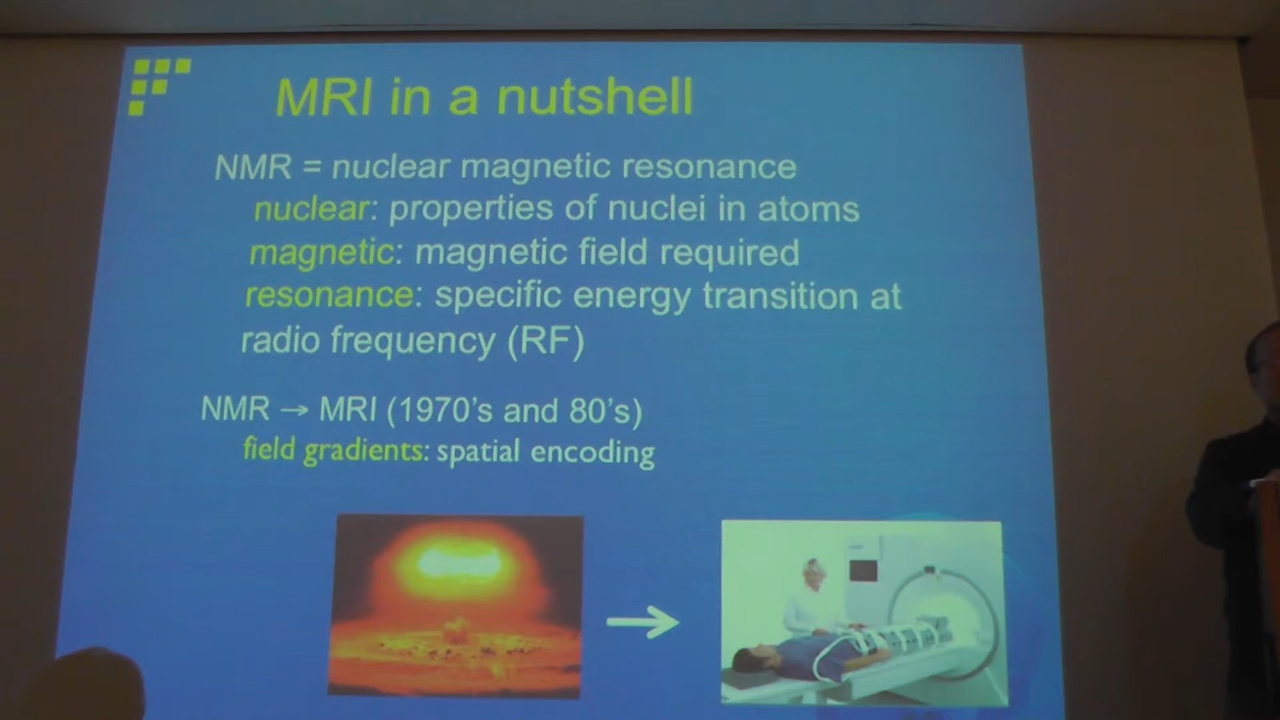 MRI in a nutshell
NMR = nuclear magnetic resonance
nuclear: properties of nuclei in atoms
magnetic: magnetic field required
resonance: specific energy transition at
radio frequency (RF)
NMR → MRI (1970's and 80's)
field gradients: spatial encoding